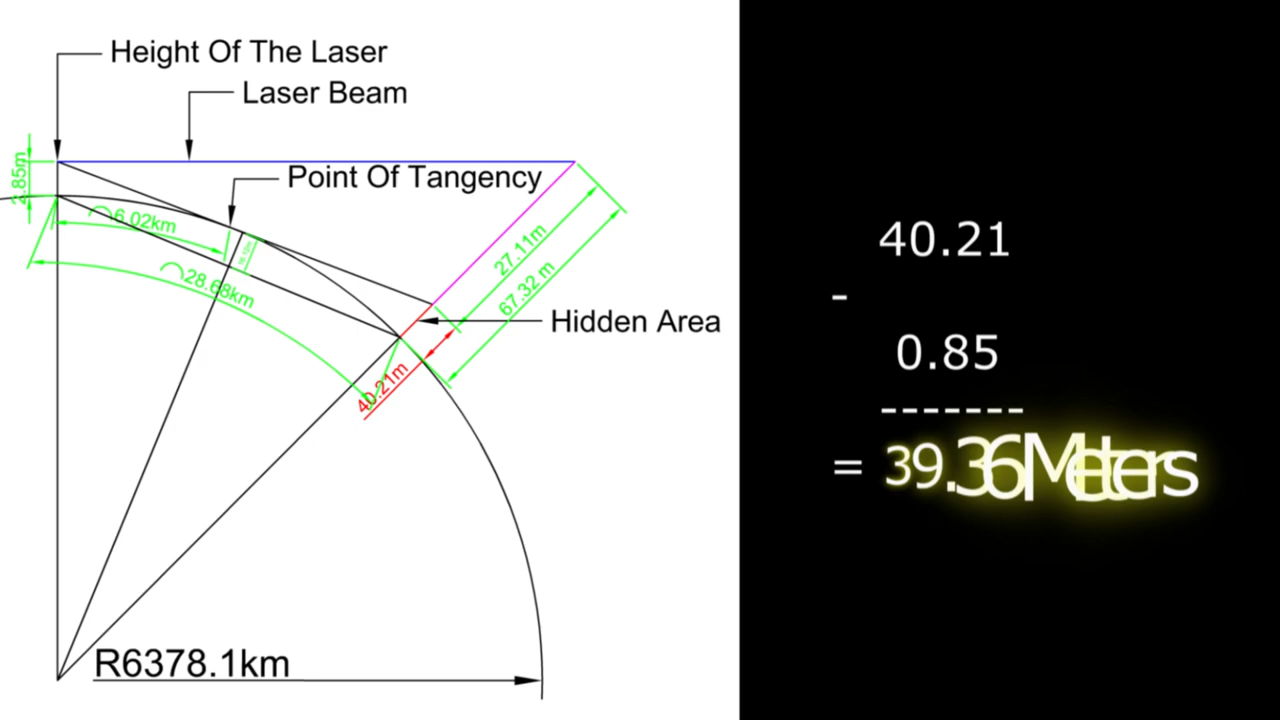 Height Of The Laser
Laser Beam
2.85m
Point Of Tangency
6.02km
28.68km
27.11m
67.32 m
Hidden Area
40.21m
R6378.1km
40.21
-
0.85
-------
= 39.36Meters